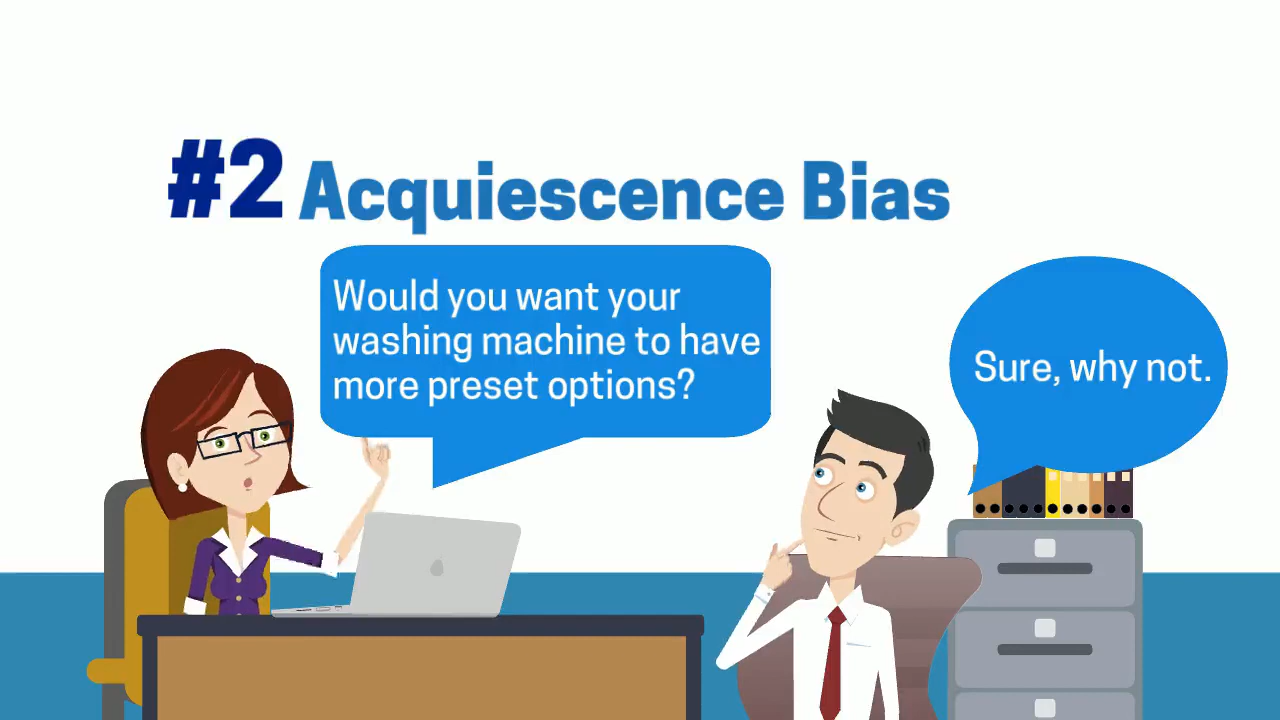 #2 Acquiescence Bias
Would you want your
washing machine to have
more preset options?
Sure, why not.